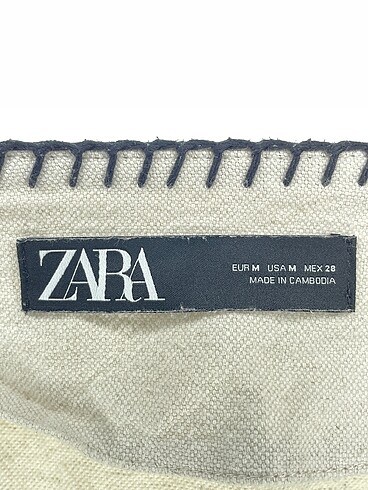 ZARA
EUR M USA M MEX 28
MADE IN CAMBODIA